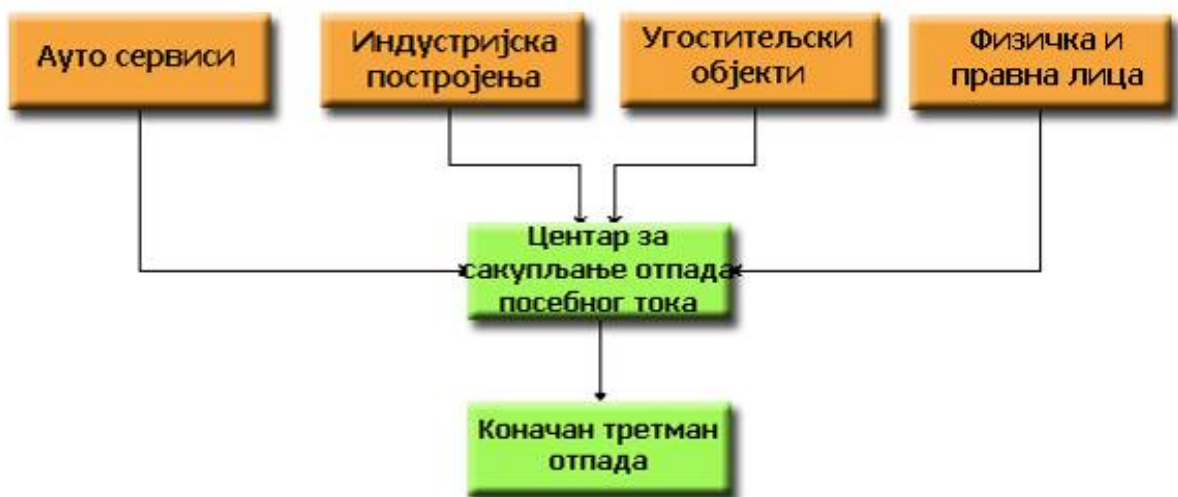 Ауто сервиси
Индустријска
постројења
Угоститељски
објекти
Физичка и
правна лица
Центар за
сакупљање отпада
посебног тока
Коначан третман
отпада